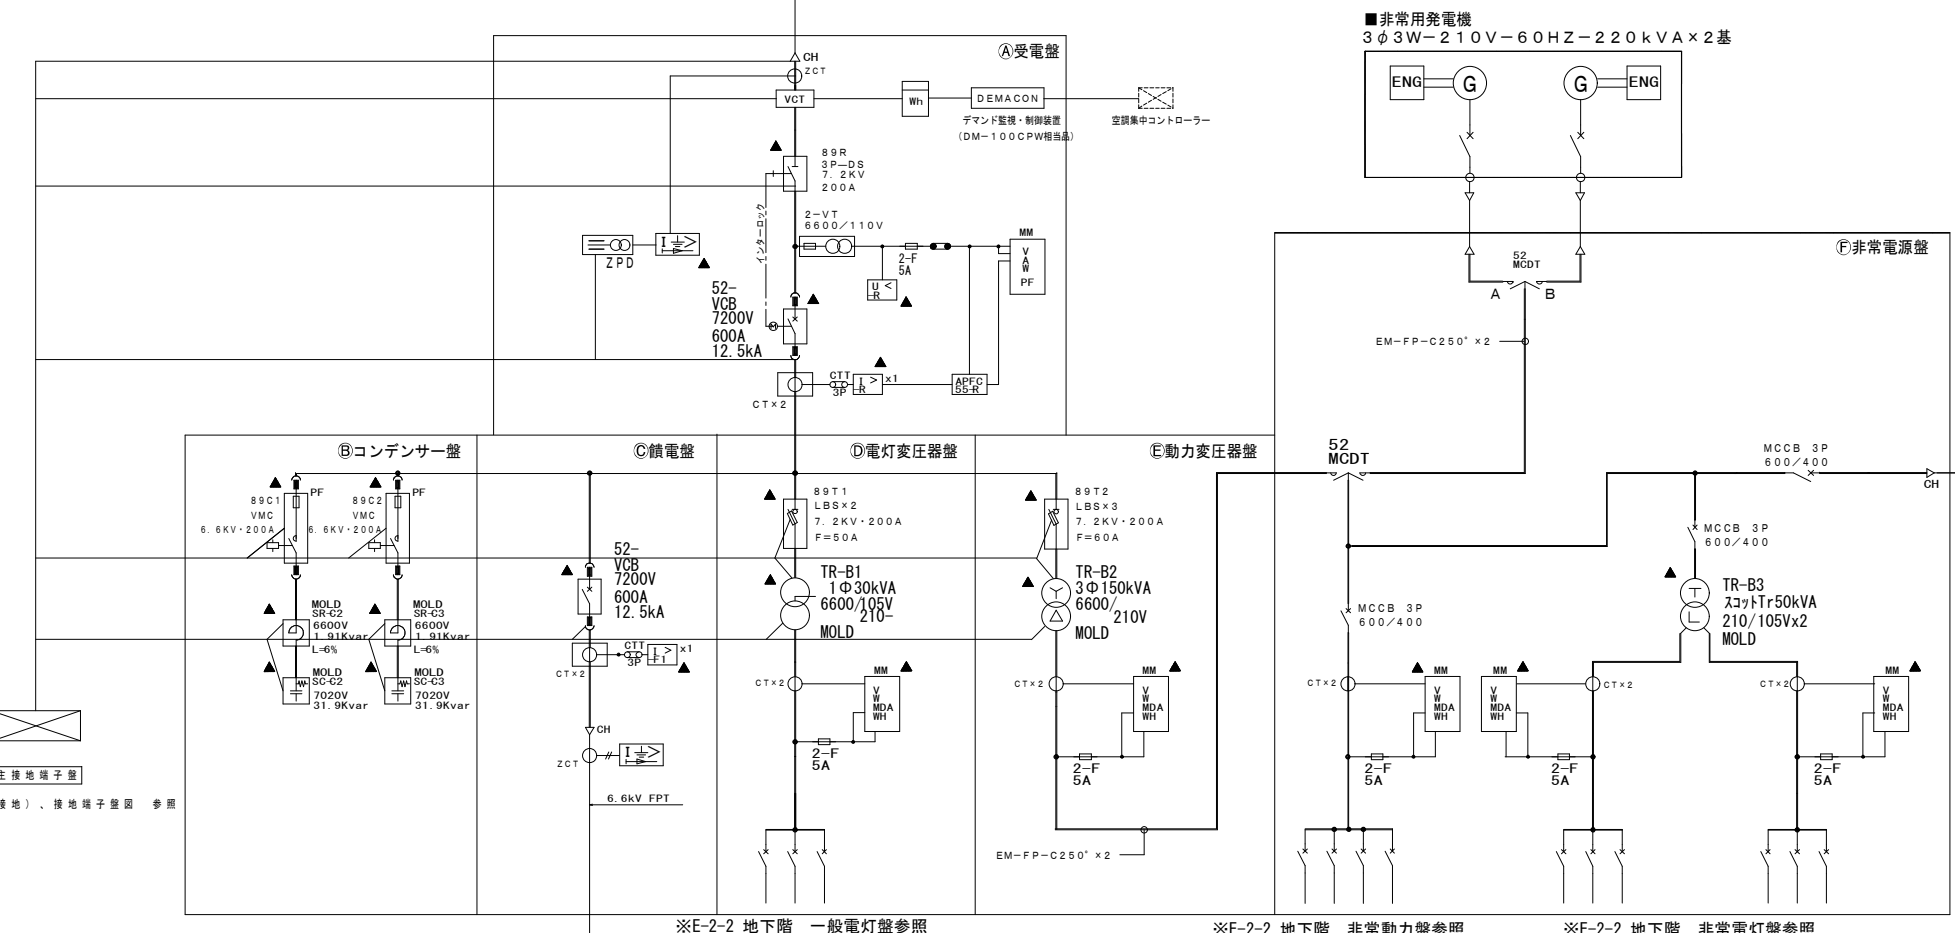 ■非常用発電機
3φ3W−210V−60HZ−220kVA×2基
ENG
G
G
ENG
Ⓐ受電盤
CH
ZCT
VCT
Wh
DEMACON
デマンド監視・制御装置
(DM−100CPW相当品)
空調集中コントローラー
89R
3P−DS
7.2KV
200A
インターロック
2−VT
6600/110V
ZPD
I
>
2−F
5A
U <
R
MM
V
A
W
PF
52-
VCB
7200V
600A
12.5kA
M
CT×2
CTT
3P
I >
R
x1
APFC
55-R
Ⓕ非常電源盤
52
MCDT
A
B
EM−FP−C250°×2
Ⓑコンデンサー盤
Ⓒ饋電盤
Ⓓ電灯変圧器盤
Ⓔ動力変圧器盤
52
MCDT
MCCB 3P
600/400
CH
PF
89C1
VMC
6.6KV・200A
PF
89C2
VMC
6.6KV・200A
89T1
LBS×2
7.2KV・200A
F=50A
89T2
LBS×3
7.2KV・200A
F=60A
MCCB 3P
600/400
52-
VCB
7200V
600A
12.5kA
TR-B1
1Φ30kVA
6600/105V
210-
MOLD
TR-B2
3Φ150kVA
6600/
210V
MOLD
MCCB 3P
600/400
TR-B3
スコットTr50kVA
210/105Vx2
MOLD
MOLD
SR-C2
6600V
1.91Kvar
L=6%
MOLD
SR-C3
6600V
1.91Kvar
L=6%
MOLD
SC-C2
7020V
31.9Kvar
MOLD
SC-C3
7020V
31.9Kvar
CT×2
CTT
3P
I >
F1
x1
CH
ZCT
I
>
6.6kV FPT
CT×2
MM
V
W
MDA
WH
2−F
5A
CT×2
MM
V
W
MDA
WH
2−F
5A
EM−FP−C250°×2
CT×2
MM
V
W
MDA
WH
2−F
5A
MM
V
W
MDA
WH
CT×2
2−F
5A
CT×2
MM
V
W
MDA
WH
2−F
5A
主接地端子盤
接地)、接地端子盤図 参照
※E-2-2 地下階 一般電灯盤参照
※E-2-2 地下階 非常動力盤参照
※E-2-2 地下階 非常電灯盤参照